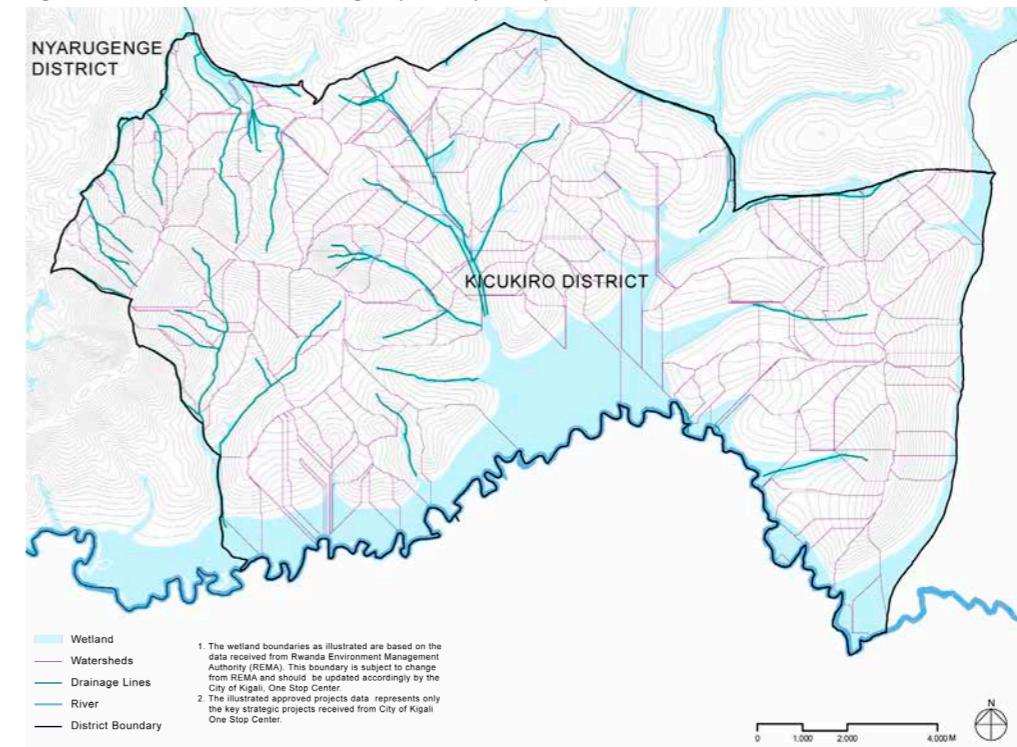 NYARUGENGE
DISTRICT
KICUKIRO DISTRICT
Wetland
Watersheds
Drainage Lines
River
District Boundary
1. The wetland boundaries as illustrated are based on the
data received from Rwanda Environment Management
Authority (REMA). This boundary is subject to change
from REMA and should be updated accordingly by the
City of Kigali, One Stop Center.
2. The illustrated approved projects data represents only
the key strategic projects received from City of Kigali
One Stop Center.
N
0 1,000 2,000 4,000 M